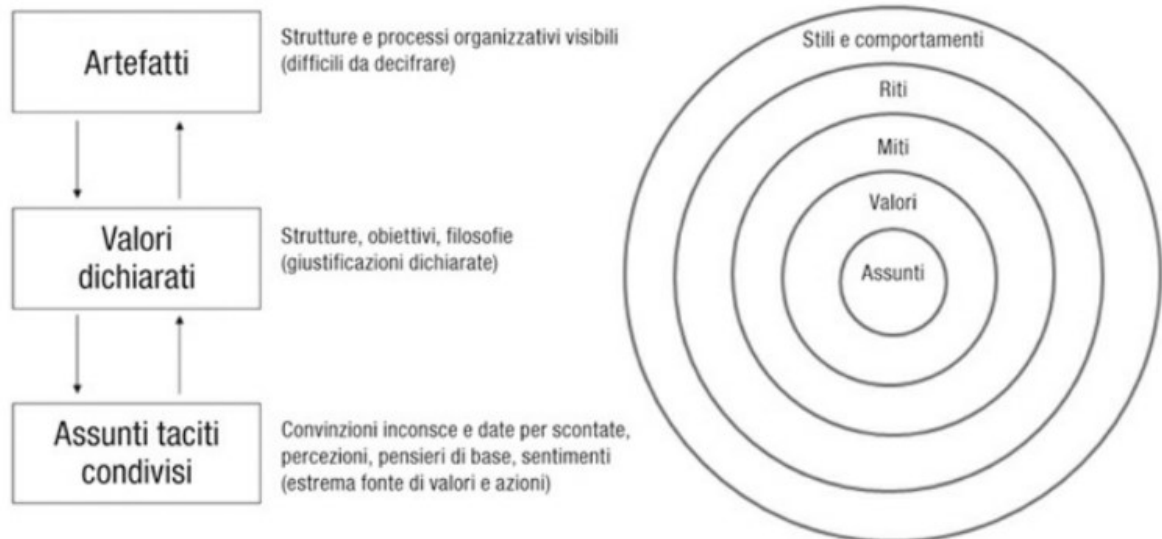 Artefatti
Strutture e processi organizzativi visibili
(difficili da decifrare)
Valori
dichiarati
Strutture, obiettivi, filosofie
(giustificazioni dichiarate)
Assunti taciti
condivisi
Convinzioni inconsce e date per scontate,
percezioni, pensieri di base, sentimenti
(estrema fonte di valori e azioni)
Stili e comportamenti
Riti
Miti
Valori
Assunti